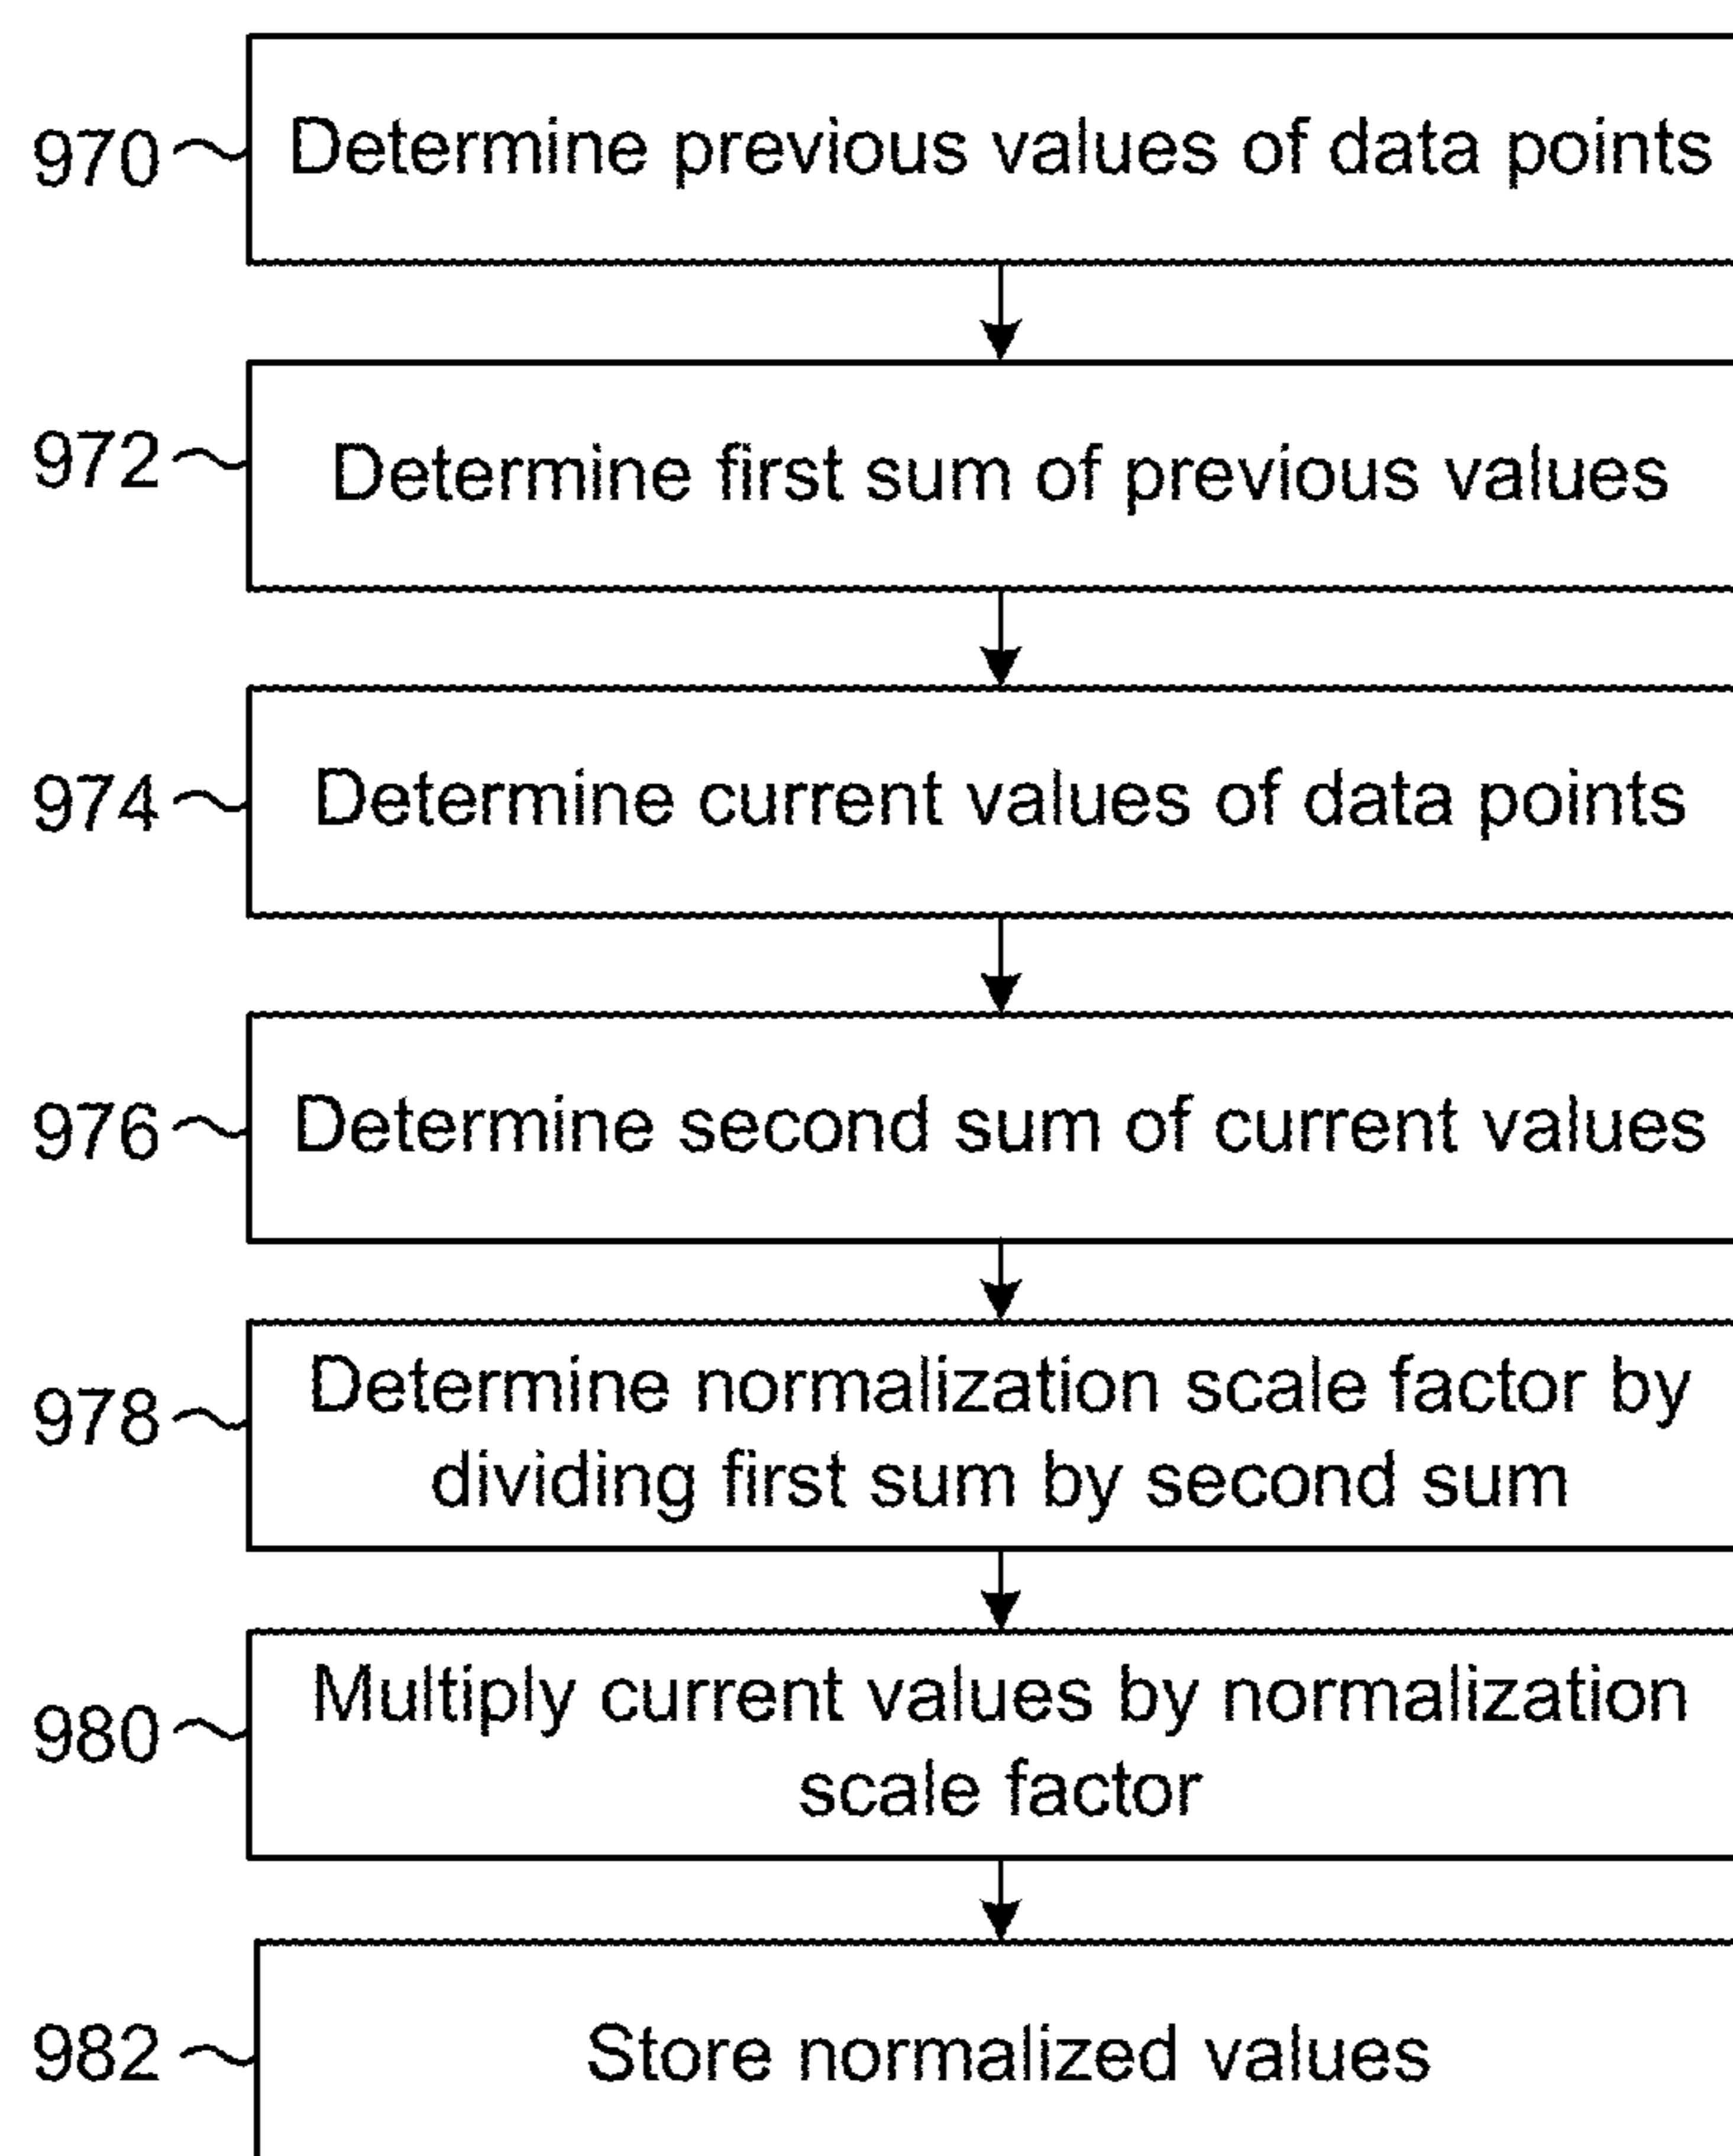 970 Determine previous values of data points
972 Determine first sum of previous values
974 Determine current values of data points
976 Determine second sum of current values
978 Determine normalization scale factor by
dividing first sum by second sum
980 Multiply current values by normalization
scale factor
982 Store normalized values